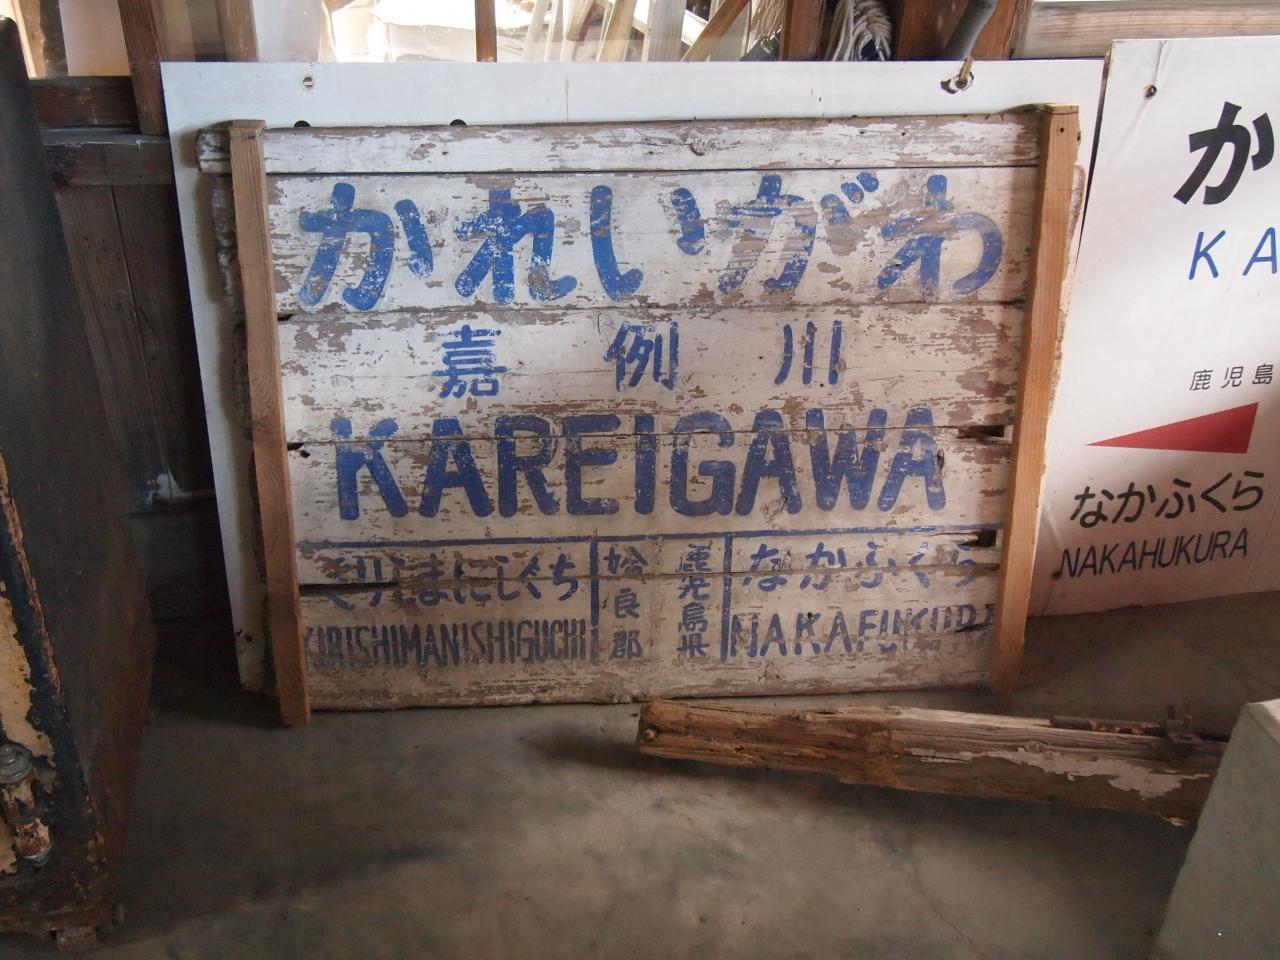 かれいがわ
嘉例川
KAREIGAWA
きりしまにしぐち
KIRISHIMANISHIGUCHI
姶良郡
鹿児島県
なかふくら
NAKAFUKURA
か
KA
鹿児島
なかふくら
NAKAHUKURA